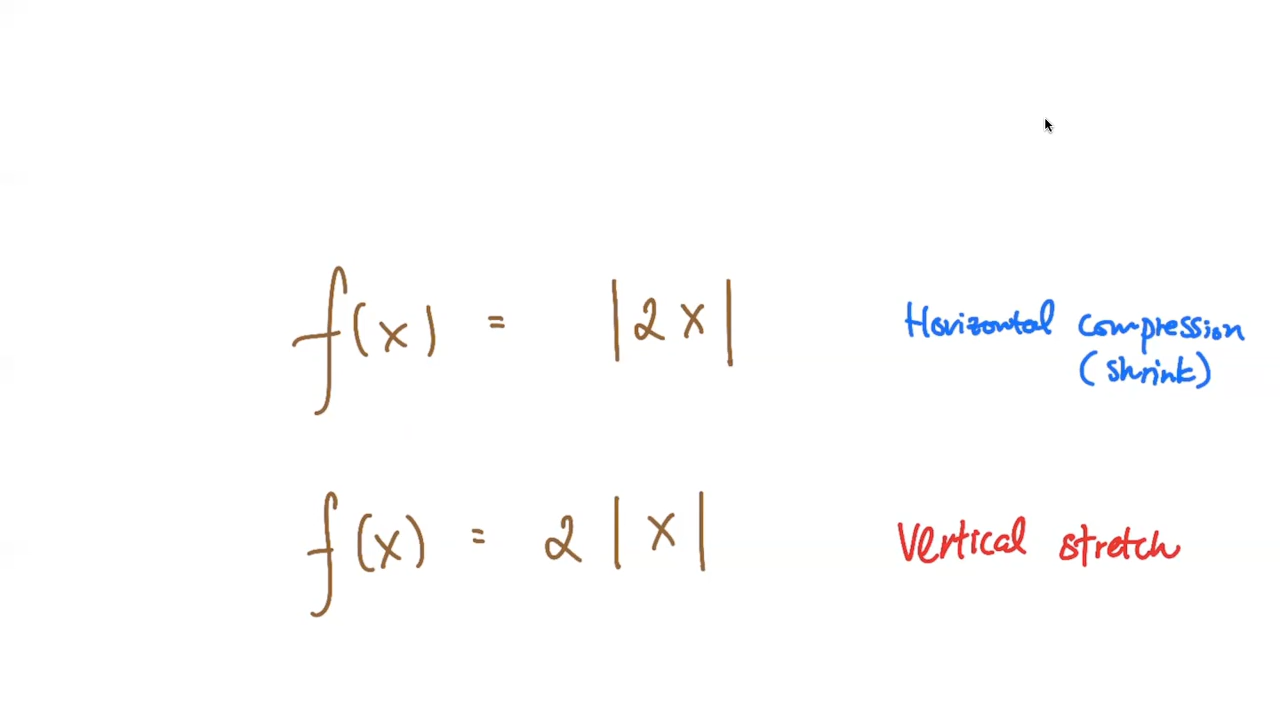 f(x) = |2x| Horizontal compression
(shrink)
f(x) = 2|x| Vertical stretch